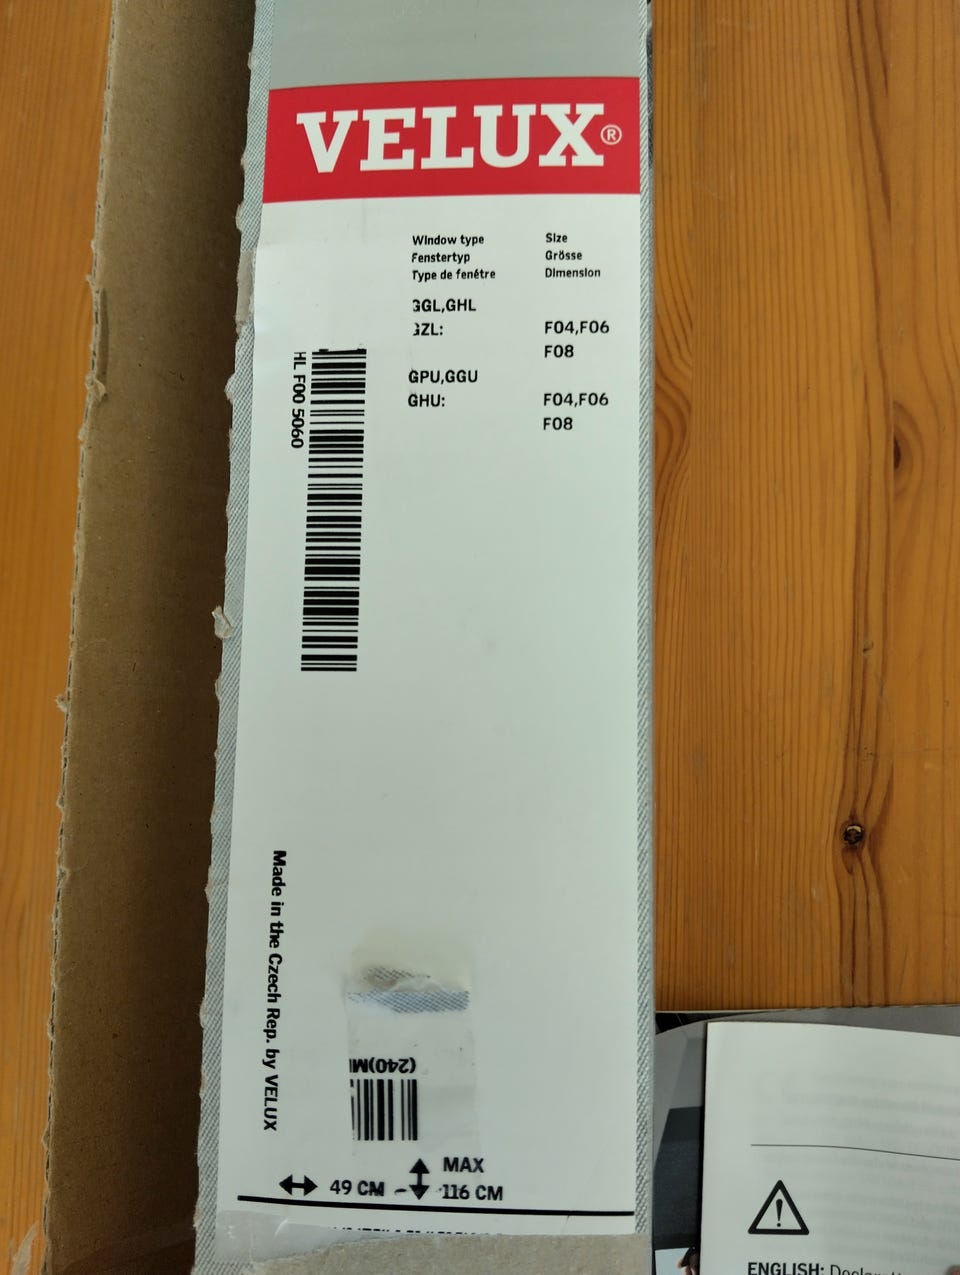 VELUX®
Window type Size
Fenstertyp Grösse
Type de fenêtre Dimension
GGL,GHL
GZL: F04,F06
F08
GPU,GGU
GHU: F04,F06
F08
HL F00 5060
Made in the Czech Rep. by VELUX
(240)M
MAX
49 CM 116 CM
ENGLISH: